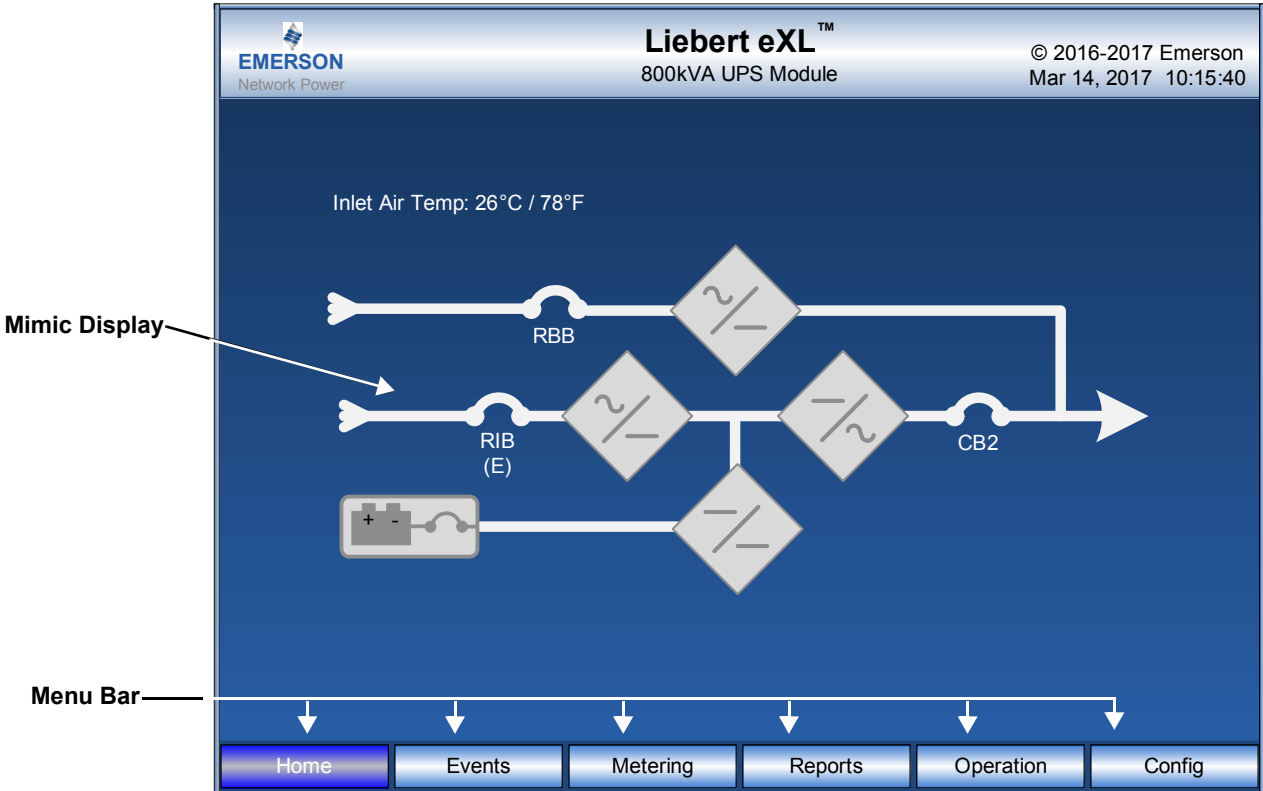 EMERSON
Network Power
Liebert eXL™
800kVA UPS Module
© 2016-2017 Emerson
Mar 14, 2017 10:15:40
Inlet Air Temp: 26°C / 78°F
Mimic Display
RBB
RIB
(E)
CB2
+ -
Menu Bar
Home Events Metering Reports Operation Config